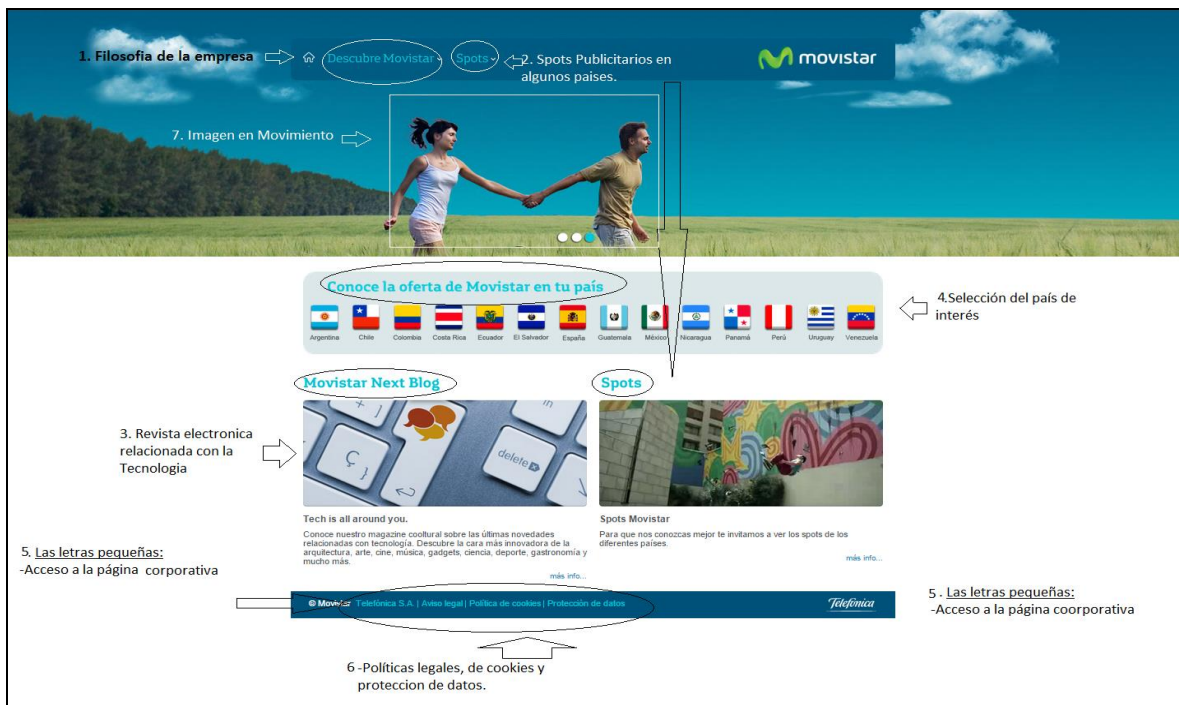 1. Filosofia de la empresa
Descubre Movistar
Spots
2. Spots Publicitarios en
algunos paises.
movistar
7. Imagen en Movimiento
Conoce la oferta de Movistar en tu país
Argentina Chile Colombia Costa Rica Ecuador El Salvador España Guatemala México Nicaragua Panamá Perú Uruguay Venezuela
4.Selección del país de
interés
Movistar Next Blog
Spots
3. Revista electronica
relacionada con la
Tecnologia
Ç
}
+
in
delete
Tech is all around you.
Conoce nuestro magazine cooltural sobre las últimas novedades
relacionadas con tecnología. Descubre la cara más innovadora de la
arquitectura, arte, cine, música, gadgets, ciencia, deporte, gastronomía y
mucho más.
más info...
Spots Movistar
Para que nos conozcas mejor te invitamos a ver los spots de los
diferentes países.
más info...
5. Las letras pequeñas:
-Acceso a la página corporativa
© Movistar Telefónica S.A. | Aviso legal | Política de cookies | Protección de datos
Telefónica
5 . Las letras pequeñas:
-Acceso a la página coorporativa
6 -Políticas legales, de cookies y
proteccion de datos.